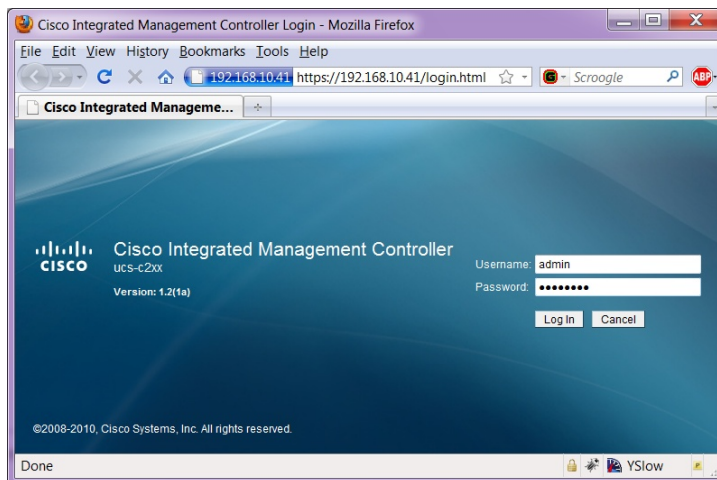 Cisco Integrated Management Controller Login - Mozilla Firefox
File Edit View History Bookmarks Tools Help
192.168.10.41 https://192.168.10.41/login.html Scroogle ABP
Cisco Integrated Manageme...
CISCO
Cisco Integrated Management Controller
ucs-c2xx
Version: 1.2(1a)
Username: admin
Password: ••••••••
Log In Cancel
©2008-2010, Cisco Systems, Inc. All rights reserved.
Done YSlow